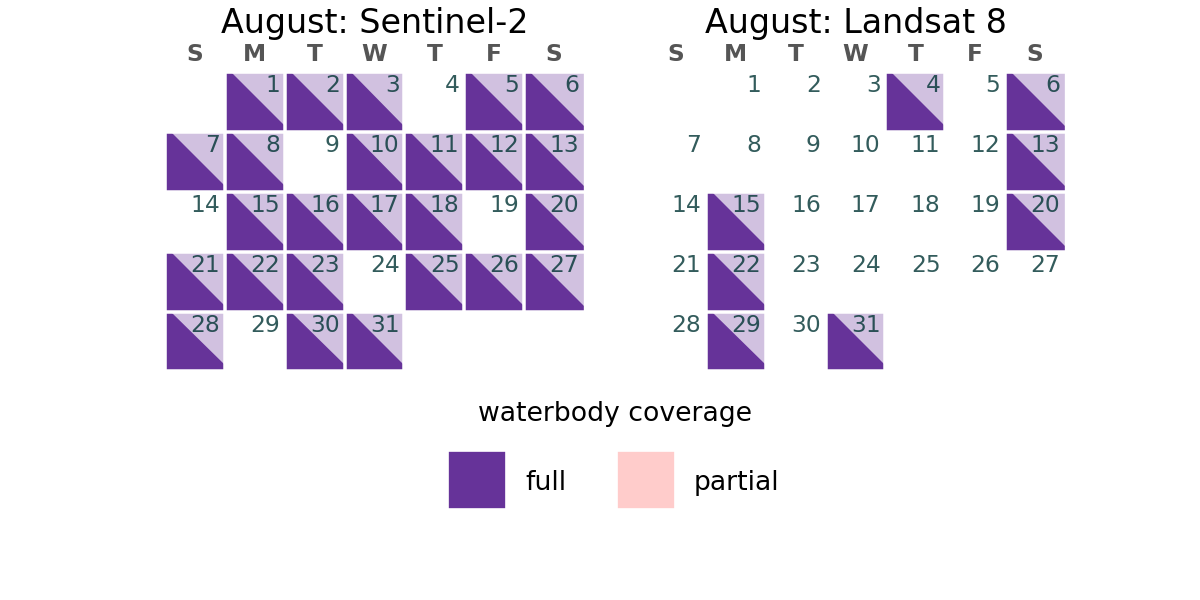 August: Sentinel-2
S M T W T F S
1 2 3 4 5 6
7 8 9 10 11 12 13
14 15 16 17 18 19 20
21 22 23 24 25 26 27
28 29 30 31
August: Landsat 8
S M T W T F S
1 2 3 4 5 6
7 8 9 10 11 12 13
14 15 16 17 18 19 20
21 22 23 24 25 26 27
28 29 30 31
waterbody coverage
full partial